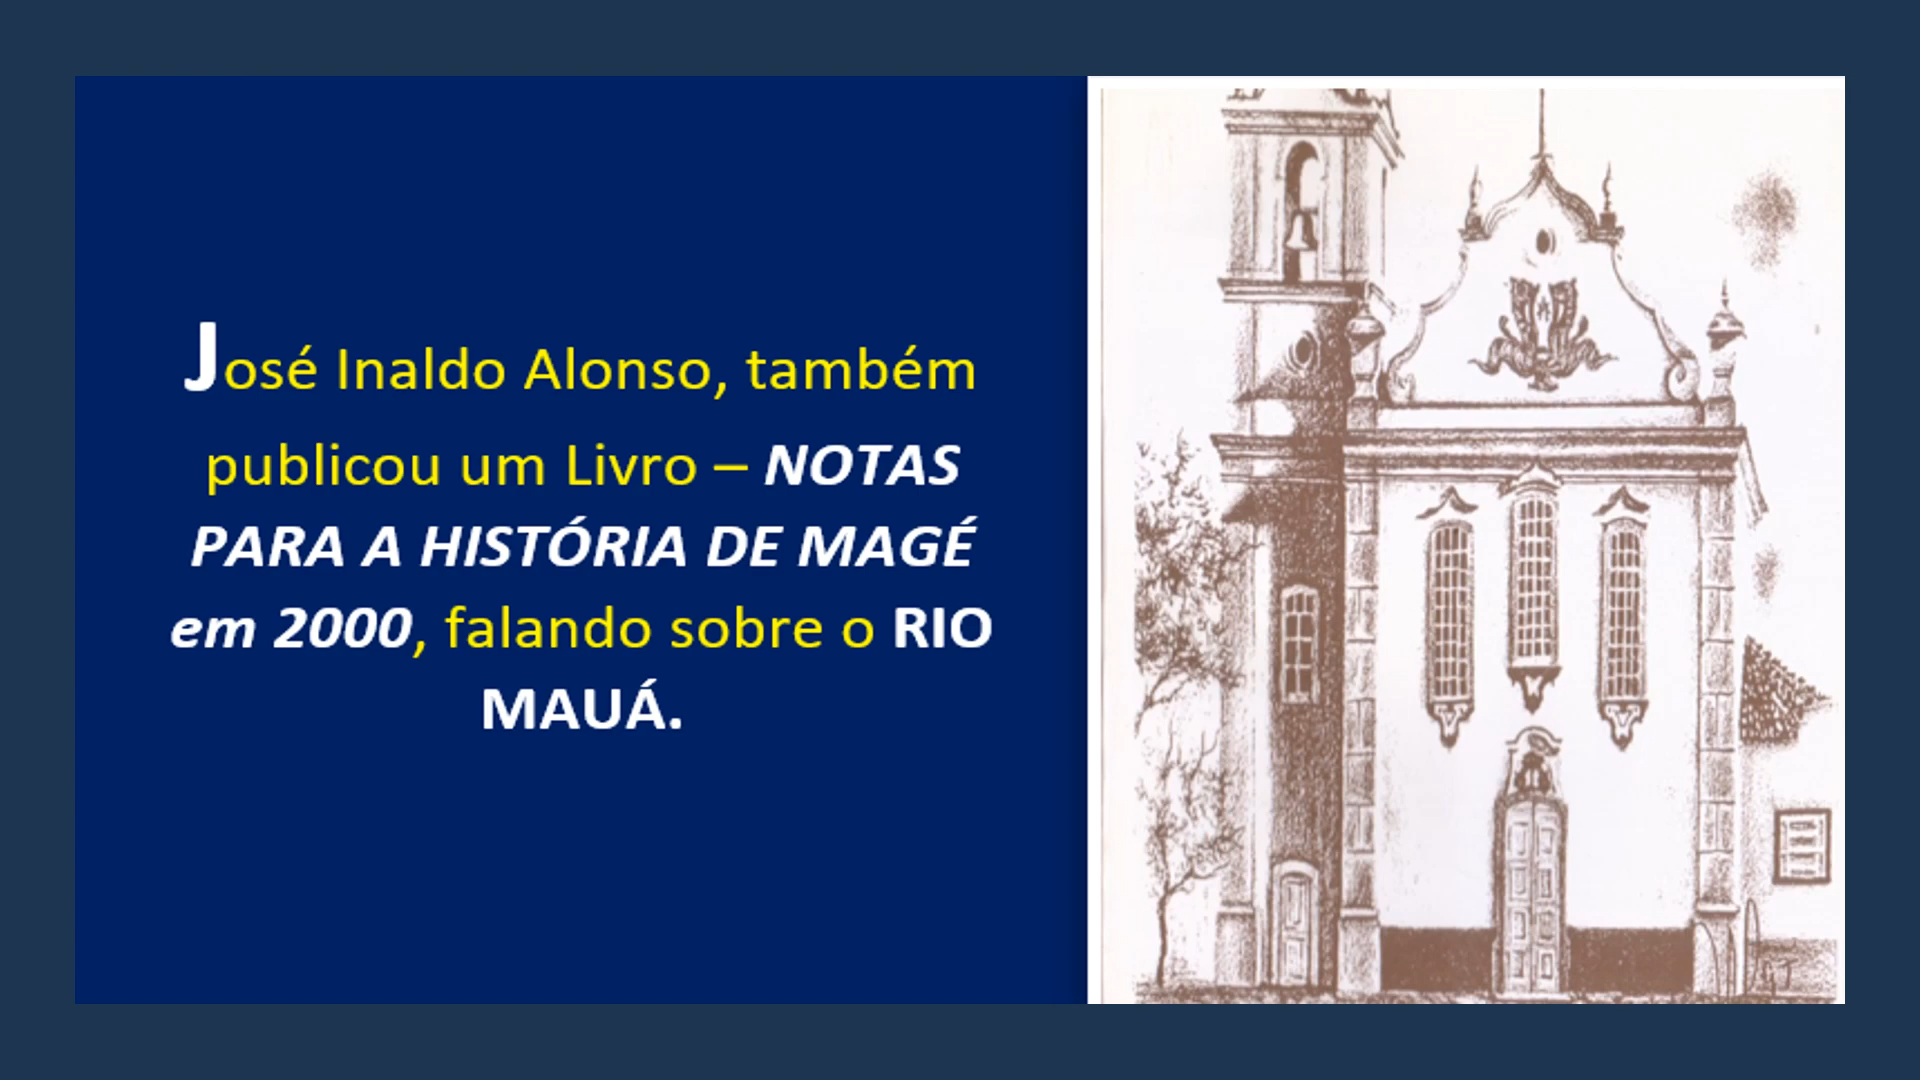 José Inaldo Alonso, também
publicou um Livro – NOTAS
PARA A HISTÓRIA DE MAGÉ
em 2000, falando sobre o RIO
MAUÁ.